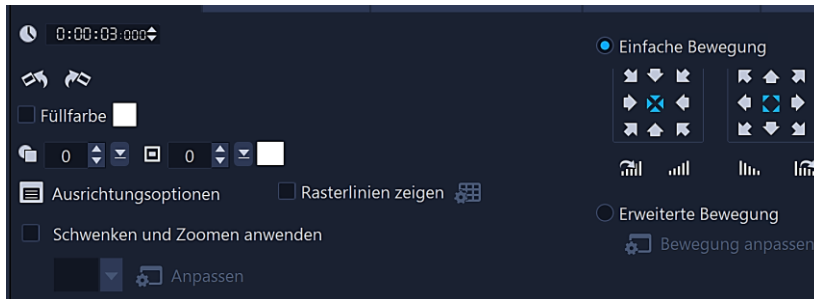 0:00:03:000
Einfache Bewegung
Füllfarbe
0 0
Ausrichtungsoptionen Rasterlinien zeigen
Erweiterte Bewegung
Schwenken und Zoomen anwenden
Bewegung anpassen
Anpassen